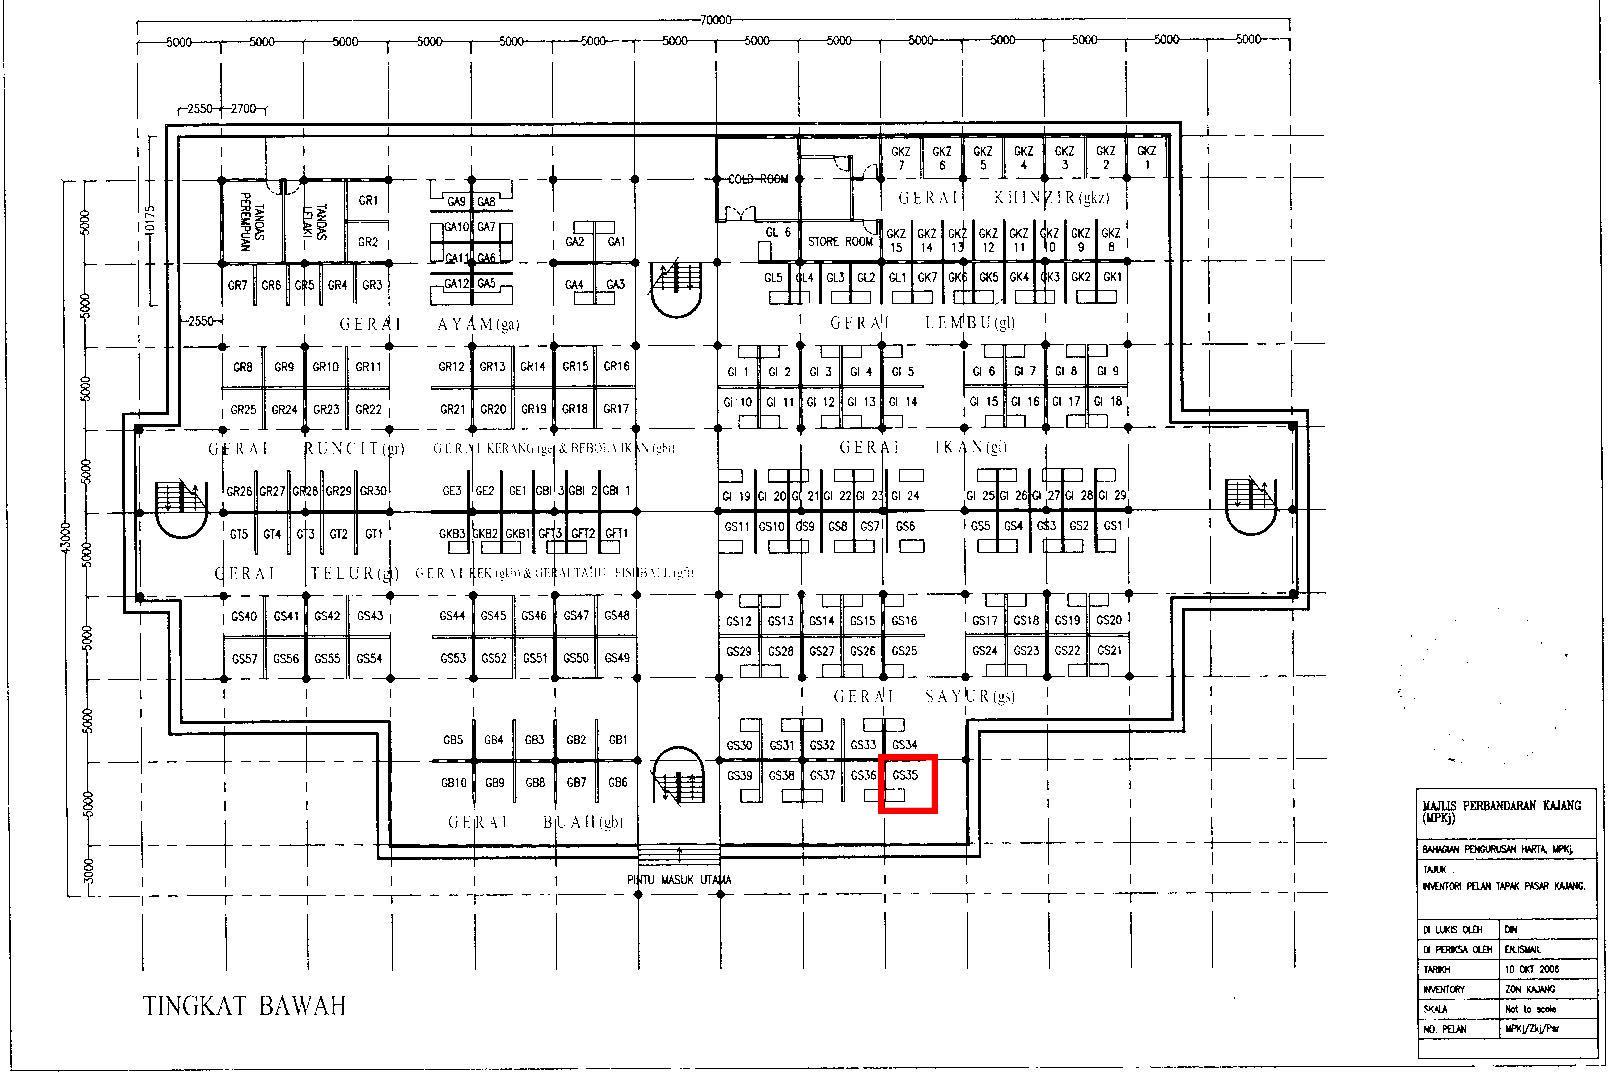 70000
5000 5000 5000 5000 5000 5000 5000 5000 5000 5000 5000 5000 5000 5000
2550 2700
GKZ 7 GKZ 6 GKZ 5 GKZ 4 GKZ 3 GKZ 2 GKZ 1
COLD ROOM
GERAI KHINZIR(gkz)
TANDAS PEREMPUAN
TANDAS LELAKI
GR1
GR2
GA9 GA8
GA10 GA7
GA11 GA6
GA12 GA5
GA2 GA1
GA4 GA3
GL 6
STORE ROOM
GKZ 15 GKZ 14 GKZ 13 GKZ 12 GKZ 11 GKZ 10 GKZ 9 GKZ 8
GR7 GR6 GR5 GR4 GR3
GL5 GL4 GL3 GL2 GL1 GK7 GK6 GK5 GK4 GK3 GK2 GK1
10175
5000
5000
5000
5000
5000
5000
5000
5000
3000
43000
2550
GERAI AYAM(ga)
GERAI LEMBU(gl)
GR8 GR9 GR10 GR11 GR12 GR13 GR14 GR15 GR16
GI 1 GI 2 GI 3 GI 4 GI 5 GI 6 GI 7 GI 8 GI 9
GR25 GR24 GR23 GR22 GR21 GR20 GR19 GR18 GR17
GI 10 GI 11 GI 12 GI 13 GI 14 GI 15 GI 16 GI 17 GI 18
GERAI RUNCIT(gr)
GERAI KERANG(ge) & BEBOLA IKAN(gbi)
GERAI IKAN(gi)
GR26 GR27 GR28 GR29 GR30 GE3 GE2 GE1 GBI 3 GBI 2 GBI 1
GI 19 GI 20 GI 21 GI 22 GI 23 GI 24 GI 25 GI 26 GI 27 GI 28 GI 29
GT5 GT4 GT3 GT2 GT1 GKB3 GKB2 GKB1 GFT3 GFT2 GFT1
GS11 GS10 GS9 GS8 GS7 GS6 GS5 GS4 GS3 GS2 GS1
GERAI TELUR(gt)
GERAI & GERAI
GS40 GS41 GS42 GS43 GS44 GS45 GS46 GS47 GS48
GS12 GS13 GS14 GS15 GS16 GS17 GS18 GS19 GS20
GS57 GS56 GS55 GS54 GS53 GS52 GS51 GS50 GS49
GS29 GS28 GS27 GS26 GS25 GS24 GS23 GS22 GS21
GERAI SAYUR(gs)
GB5 GB4 GB3 GB2 GB1
GS30 GS31 GS32 GS33 GS34
GB10 GB9 GB8 GB7 GB6
GS39 GS38 GS37 GS36 GS35
GERAI BUAH(gb)
PINTU MASUK UTAMA
TINGKAT BAWAH
MAJLIS PERBANDARAN KAJANG
(MPKj)
BAHAGIAN PENGURUSAN HARTA, MPKj.
TAJUK .
INVENTORI PELAN TAPAK PASAR KAJANG.
DI LUKIS OLEH DIN
DI PERIKSA OLEH EN.ISMAIL
TARIKH 10 OKT 2006
INVENTORY ZON KAJANG
SKALA Not to scale
NO. PELAN MPKj/Zkj/Psr